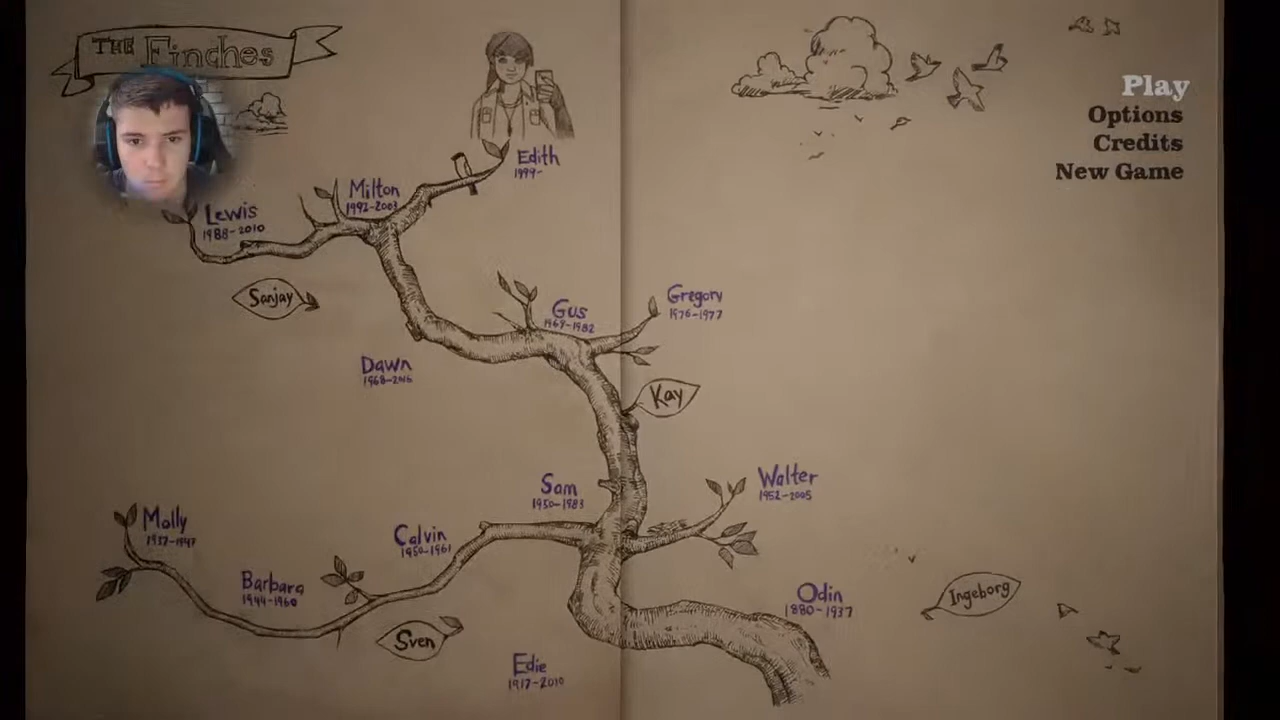 THE Finches
Play
Options
Credits
New Game
Edith
1999-
Milton
1992-2003
Lewis
1988-2010
Sanjay
Gus
1969-1982
Gregory
1976-1977
Dawn
1968-2016
Kay
Sam
1950-1983
Walter
1952-2005
Molly
1937-1947
Calvin
1950-1961
Barbara
1944-1960
Sven
Odin
1880-1937
Ingeborg
Edie
1917-2010